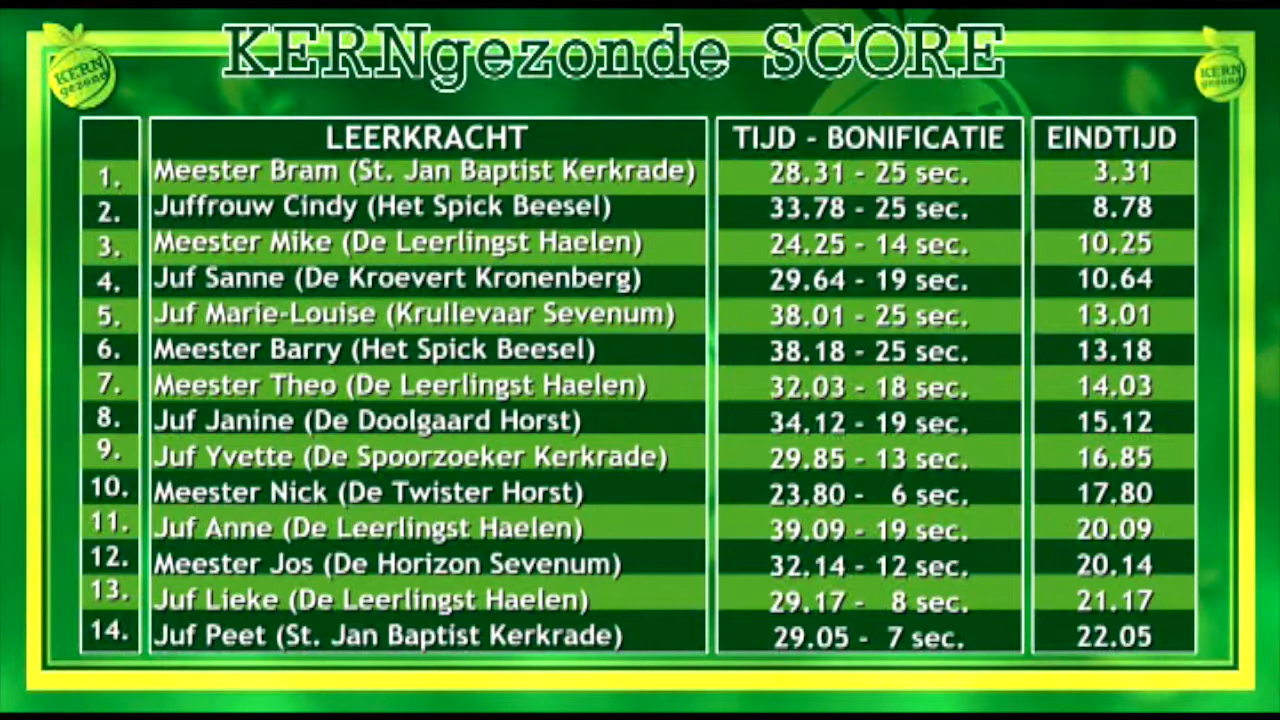 KERNgezonde SCORE
KERN
gezond
KERN
gezond
LEERKRACHT TIJD - BONIFICATIE EINDTIJD
1. Meester Bram (St. Jan Baptist Kerkrade) 28.31 - 25 sec. 3.31
2. Juffrouw Cindy (Het Spick Beesel) 33.78 - 25 sec. 8.78
3. Meester Mike (De Leerlingst Haelen) 24.25 - 14 sec. 10.25
4. Juf Sanne (De Kroevert Kronenberg) 29.64 - 19 sec. 10.64
5. Juf Marie-Louise (Krullevaar Sevenum) 38.01 - 25 sec. 13.01
6. Meester Barry (Het Spick Beesel) 38.18 - 25 sec. 13.18
7. Meester Theo (De Leerlingst Haelen) 32.03 - 18 sec. 14.03
8. Juf Janine (De Doolgaard Horst) 34.12 - 19 sec. 15.12
9. Juf Yvette (De Spoorzoeker Kerkrade) 29.85 - 13 sec. 16.85
10. Meester Nick (De Twister Horst) 23.80 - 6 sec. 17.80
11. Juf Anne (De Leerlingst Haelen) 39.09 - 19 sec. 20.09
12. Meester Jos (De Horizon Sevenum) 32.14 - 12 sec. 20.14
13. Juf Lieke (De Leerlingst Haelen) 29.17 - 8 sec. 21.17
14. Juf Peet (St. Jan Baptist Kerkrade) 29.05 - 7 sec. 22.05